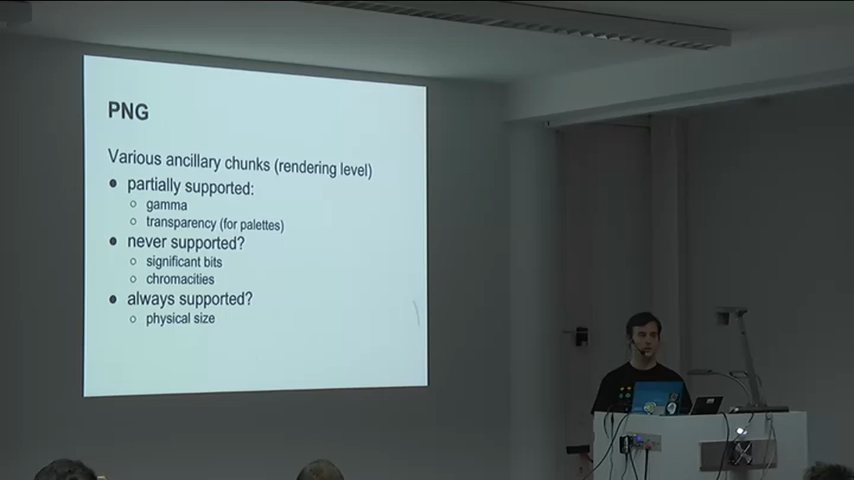 PNG
Various ancillary chunks (rendering level)
● partially supported:
○ gamma
○ transparency (for palettes)
● never supported?
○ significant bits
○ chromacities
● always supported?
○ physical size